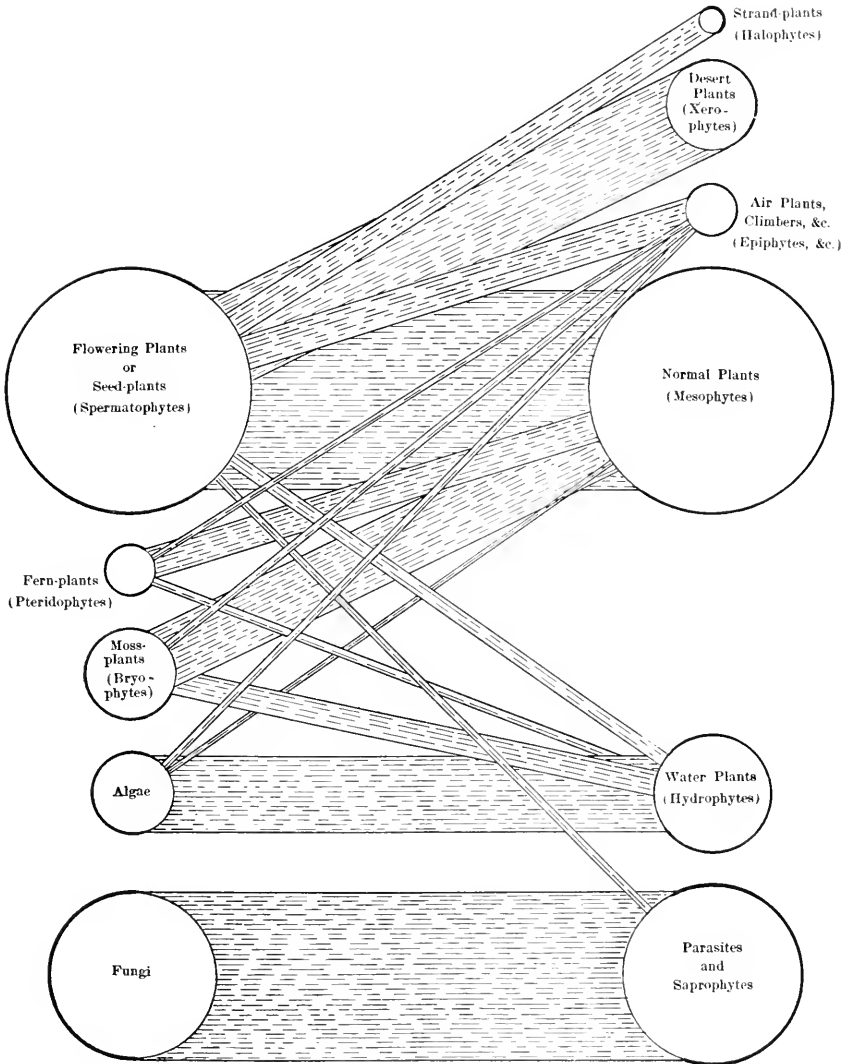 Strand-plants
(Halophytes)
Desert
Plants
(Xero-
phytes)
Air Plants,
Climbers, &c.
(Epiphytes, &c.)
Flowering Plants
or
Seed-plants
(Spermatophytes)
Normal Plants
(Mesophytes)
Fern-plants
(Pteridophytes)
Moss-
plants
(Bryo-
phytes)
Algae
Water Plants
(Hydrophytes)
Fungi
Parasites
and
Saprophytes